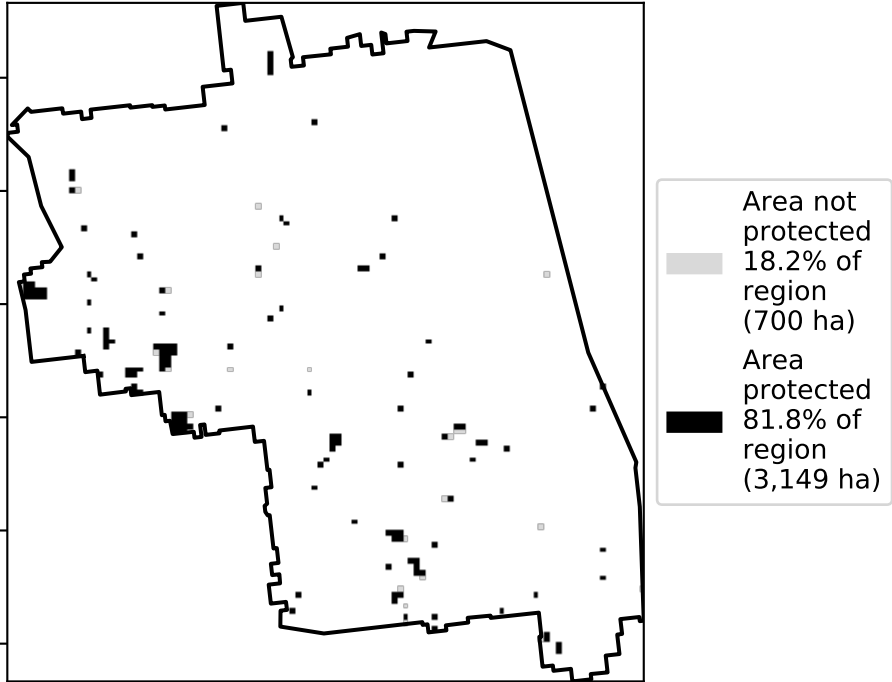 Area not
protected
18.2% of
region
(700 ha)
Area
protected
81.8% of
region
(3,149 ha)